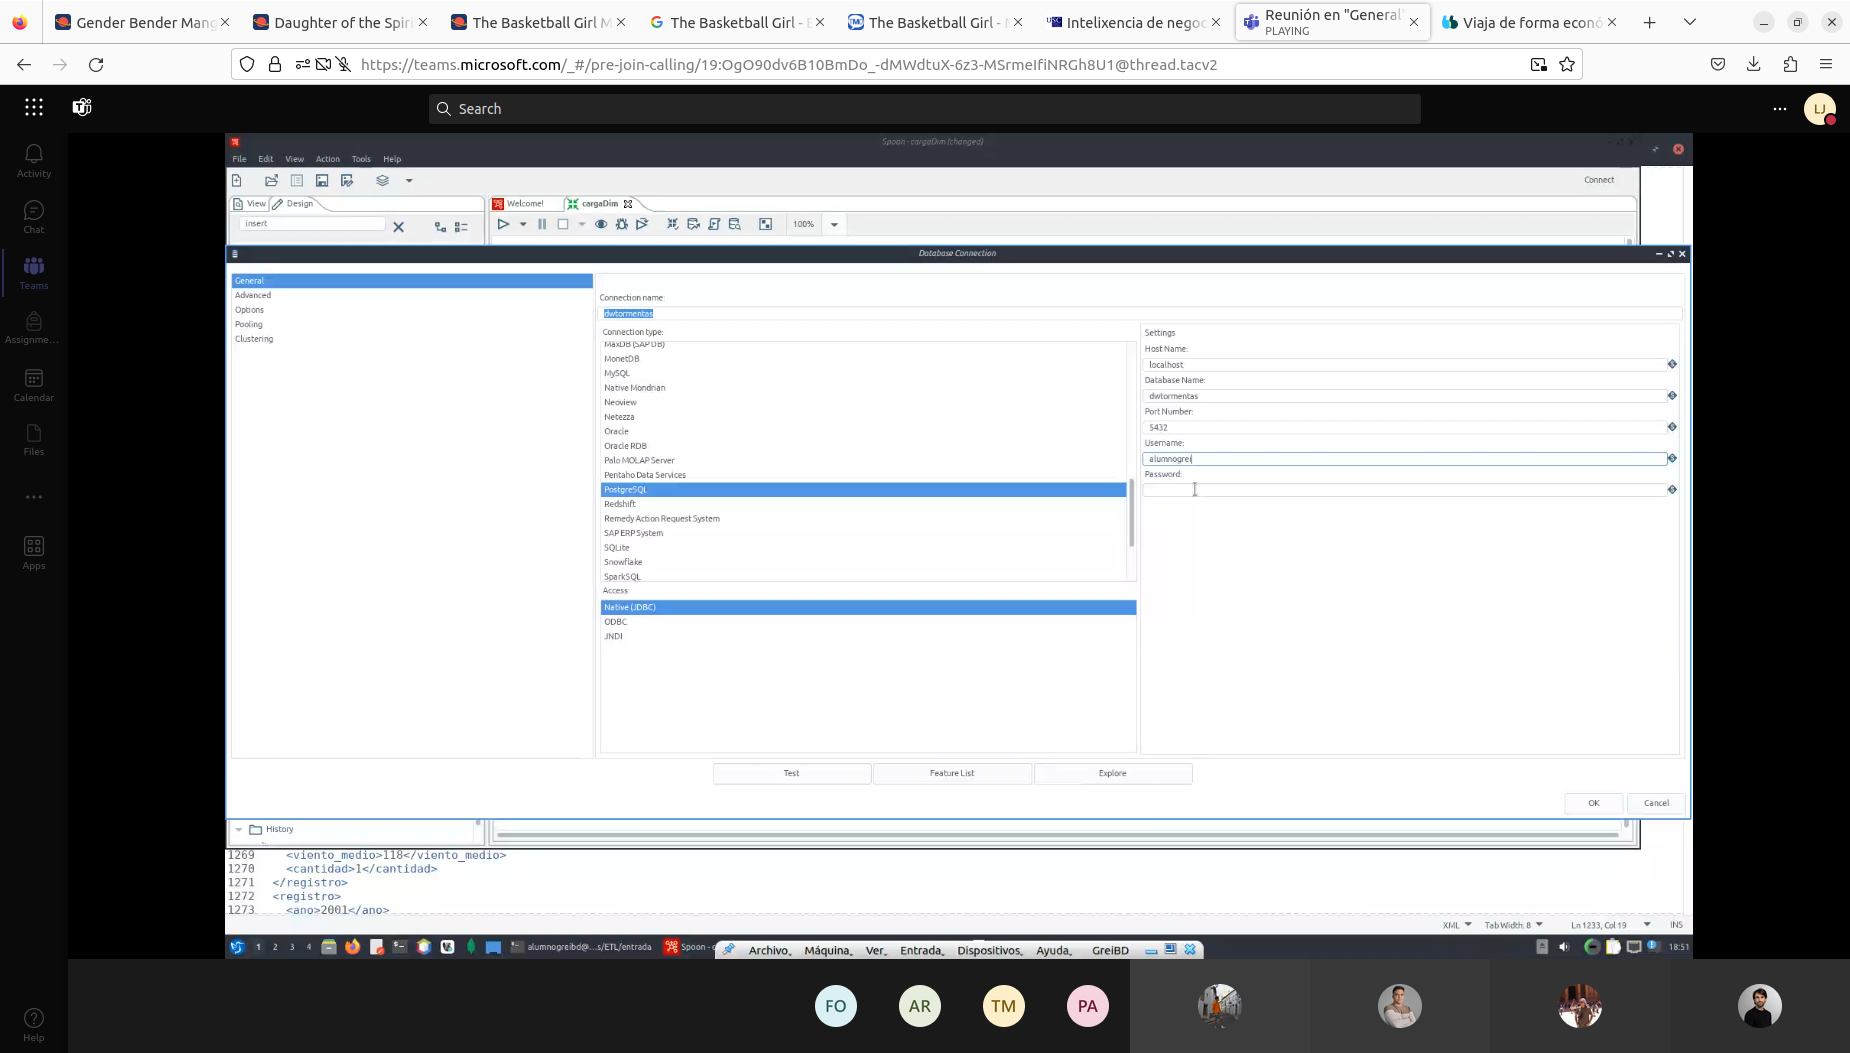 Gender Bender Mang
Daughter of the Spiri
The Basketball Girl M
The Basketball Girl - B
The Basketball Girl - M
Intelixencia de negoc
Reunión en "General"
PLAYING
Viaja de forma econó
https://teams.microsoft.com/_#/pre-join-calling/19:OgO90dv6B10BmDo_-dMWdtuX-6z3-MSrmeIfiNRGh8U1@thread.tacv2
Search
LJ
Activity
Chat
Teams
Assignme...
Calendar
Files
Apps
Help
Spoon - cargaDim (changed)
File Edit View Action Tools Help
Connect
View Design
Welcome! cargaDim
insert
100%
Database Connection
General
Advanced
Options
Pooling
Clustering
Connection name:
dwtormentas
Connection type:
MaxDB (SAP DB)
MonetDB
MySQL
Native Mondrian
Neoview
Netezza
Oracle
Oracle RDB
Palo MOLAP Server
Pentaho Data Services
PostgreSQL
Redshift
Remedy Action Request System
SAP ERP System
SQLite
Snowflake
SparkSQL
Access:
Native (JDBC)
ODBC
JNDI
Settings
Host Name:
localhost
Database Name:
dwtormentas
Port Number:
5432
Username:
alumnogrei
Password:
Test
Feature List
Explore
OK
Cancel
History
1269 <viento_medio>118</viento_medio>
1270 <cantidad>1</cantidad>
1271 </registro>
1272 <registro>
1273 <ano>2001</ano>
XML Tab Width: 8 Ln 1233, Col 19 INS
1 2 3 4 alumnogreibd@...s/ETL/entrada Spoon - c
Archivo Máquina Ver Entrada Dispositivos Ayuda GreiBD
18:51
FO
AR
TM
PA